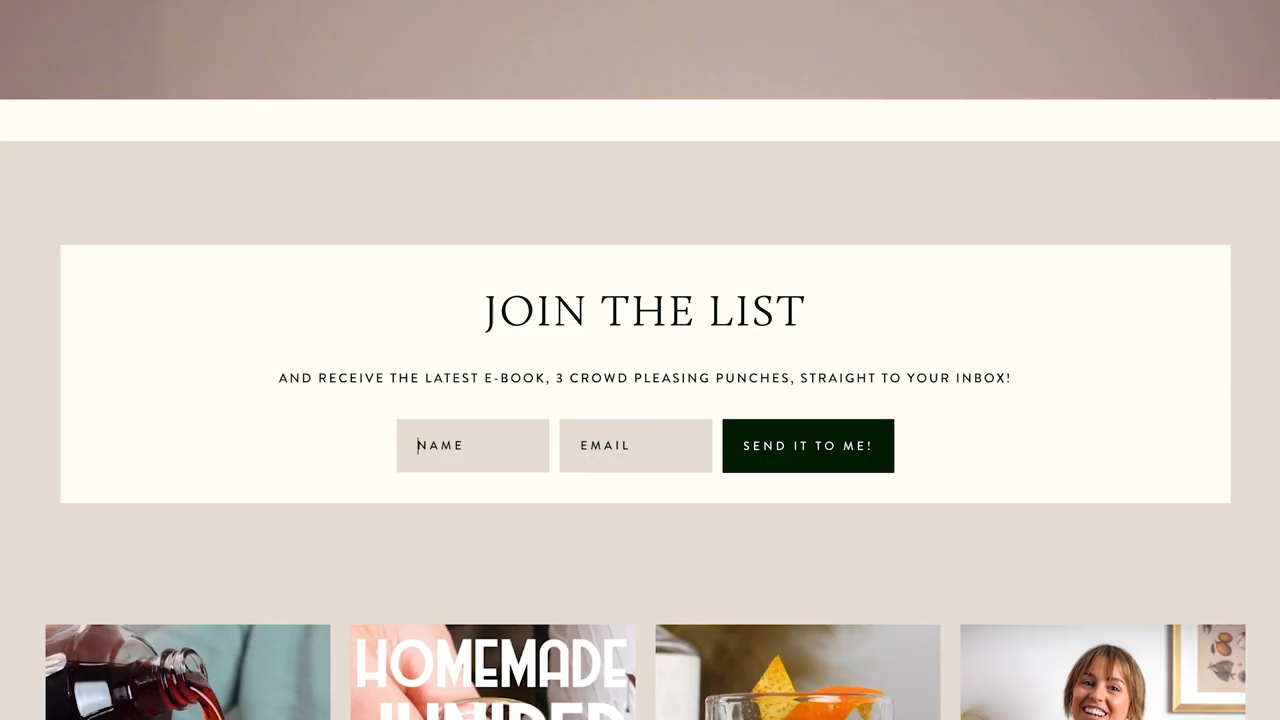 JOIN THE LIST
AND RECEIVE THE LATEST E-BOOK, 3 CROWD PLEASING PUNCHES, STRAIGHT TO YOUR INBOX!
NAME
EMAIL
SEND IT TO ME!
HOMEMADE
JUNIPER